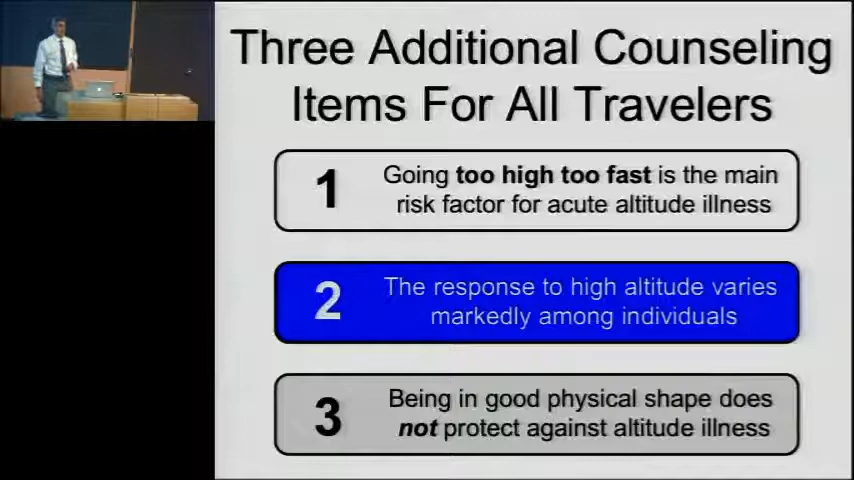 Three Additional Counseling
Items For All Travelers
1
Going too high too fast is the main
risk factor for acute altitude illness
2
The response to high altitude varies
markedly among individuals
3
Being in good physical shape does
not protect against altitude illness